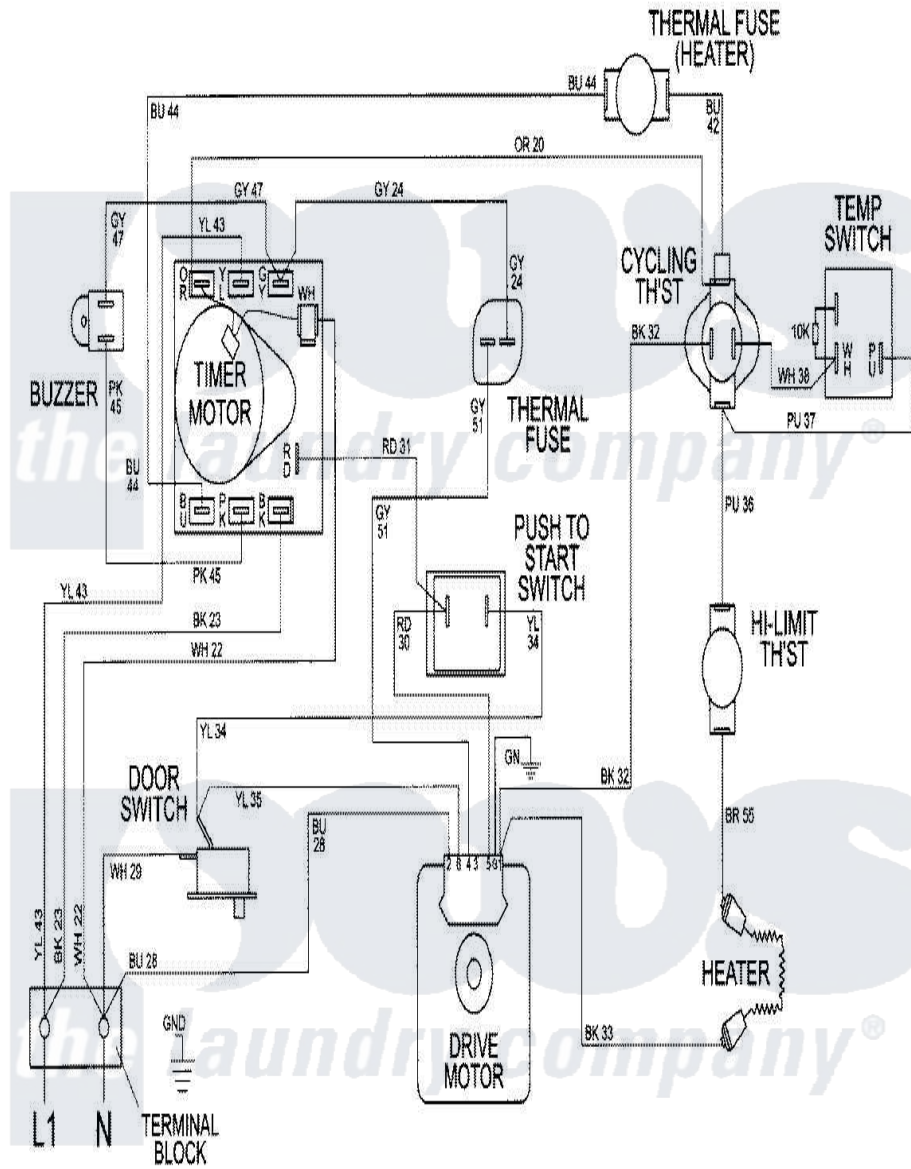 THERMAL FUSE
(HEATER)
BU 44
BU 44
BU
42
OR 20
GY 47
GY 24
TEMP
SWITCH
GY
47
YL 43
CYCLING
TH'ST
GY
24
O
R
Y
L
G
Y
WH
BK 32
10K
W
H
P
U
WH 38
TIMER
MOTOR
BUZZER
PK
45
THERMAL
FUSE
GY
51
PU 37
RD 31
R
D
the laundry company®
BU
44
B
U
P
K
B
K
GY
51
PU 36
PUSH TO
START
SWITCH
PK 45
YL 43
BK 23
WH 22
RD
30
YL
34
HI-LIMIT
TH'ST
YL 34
GN
BK 32
DOOR
SWITCH
YL 35
BU
28
BR 55
WH 29
2 6 4 3 5 1
YL 43
BK 23
WH 22
BU 28
HEATER
GND
BK 33
the laundry company®
DRIVE
MOTOR
L1
N
TERMINAL
BLOCK